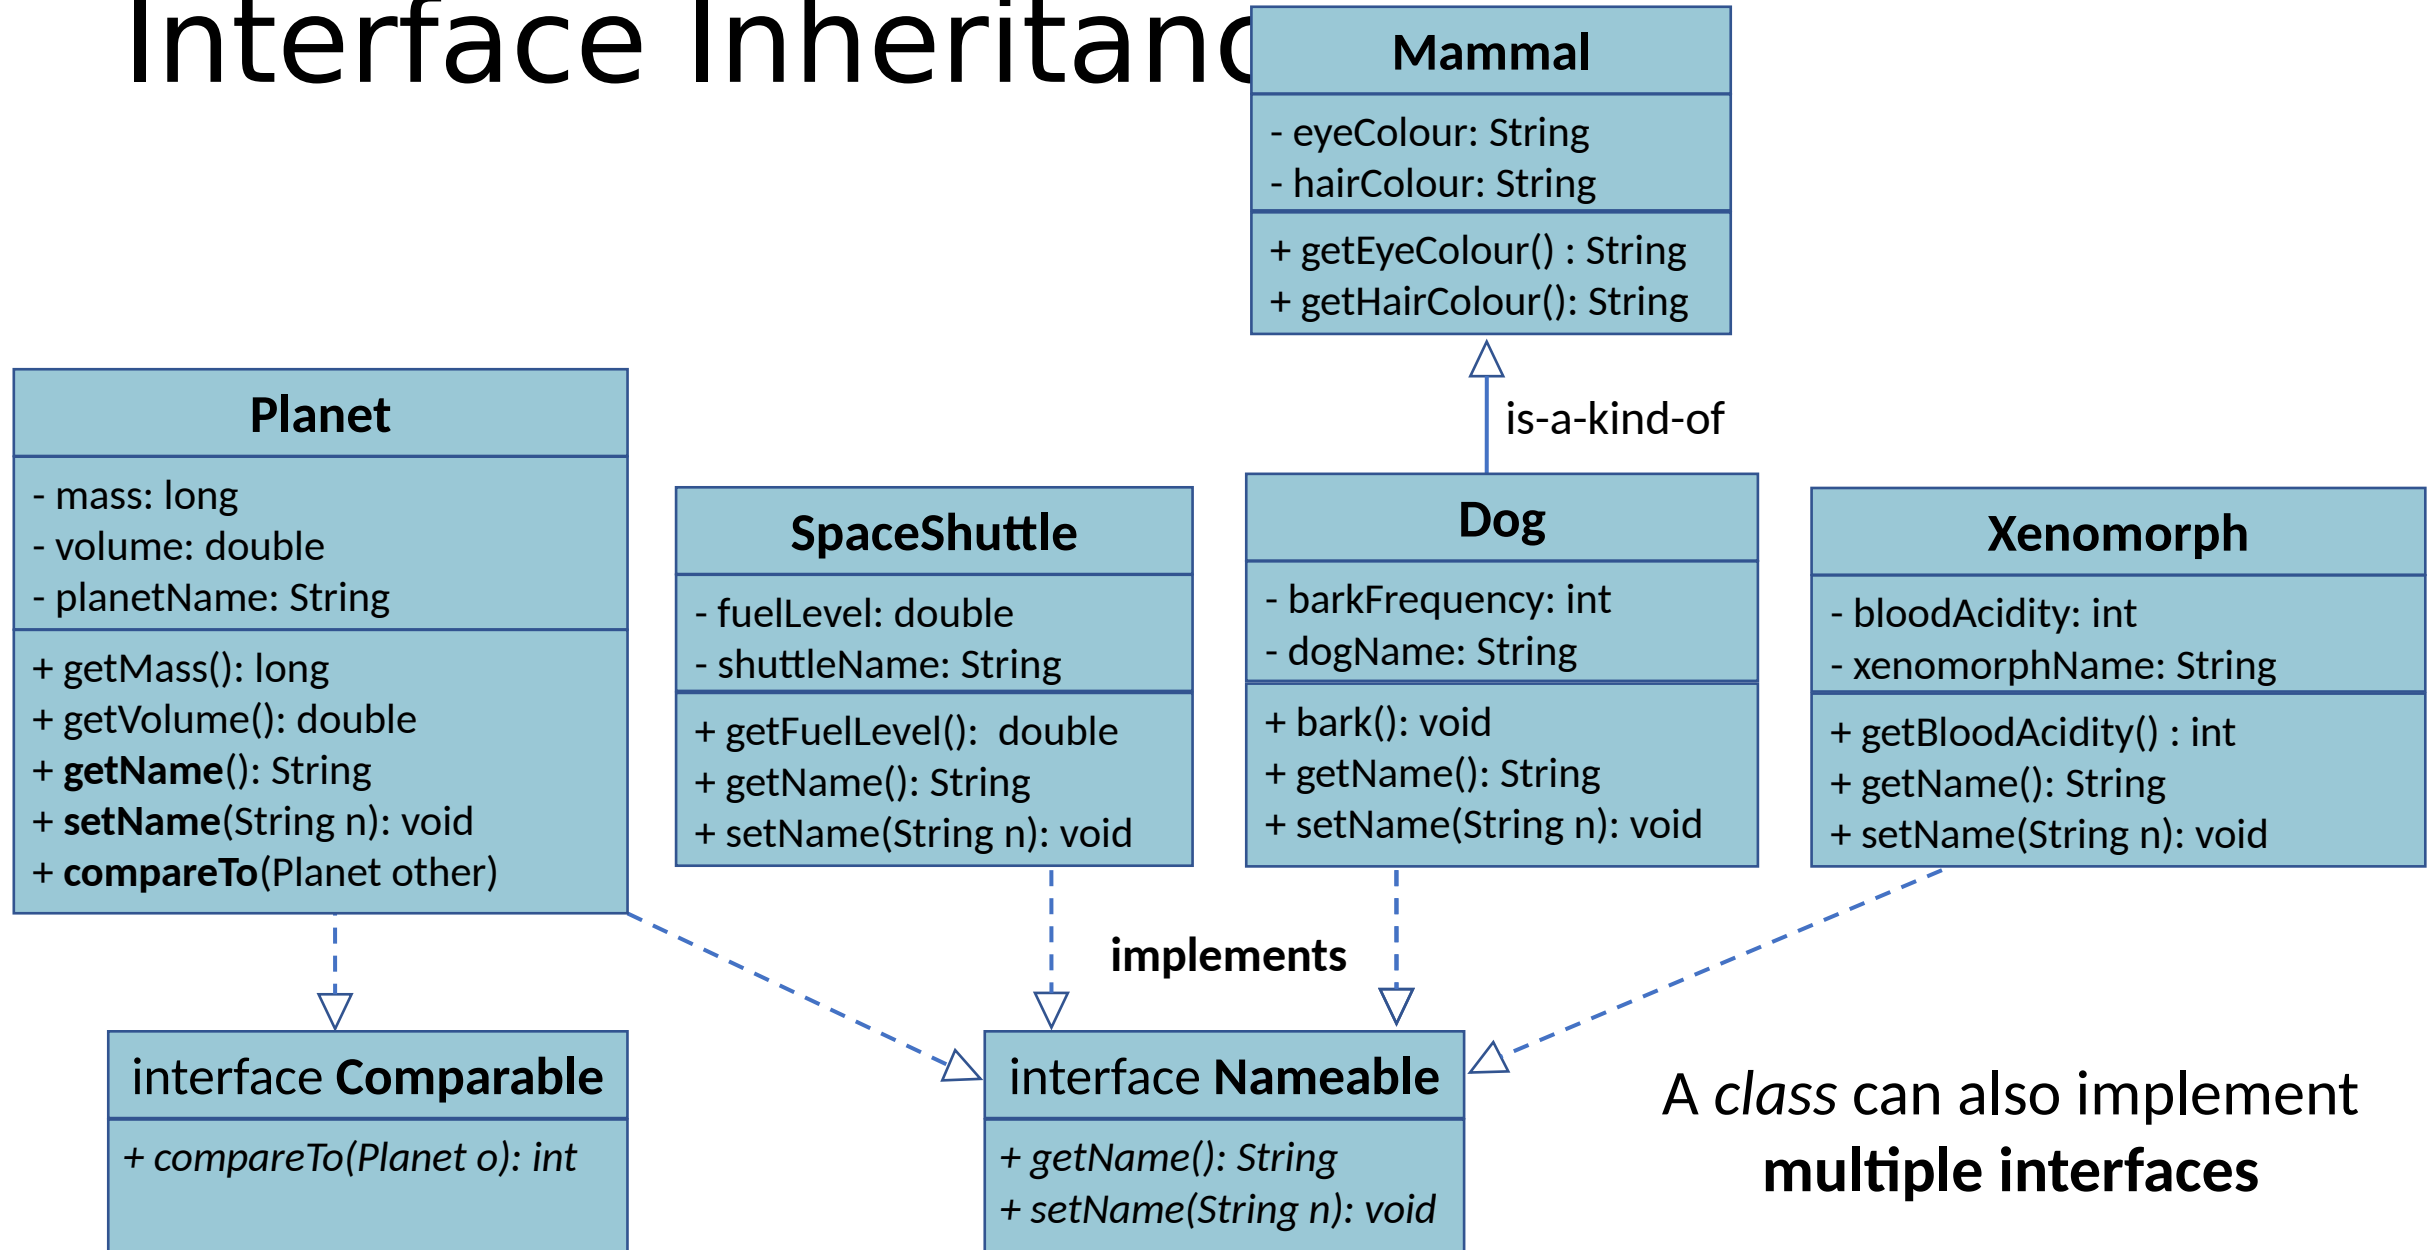 Interface Inheritanc
Mammal
- eyeColour: String
- hairColour: String
+ getEyeColour() : String
+ getHairColour(): String
is-a-kind-of
Planet
- mass: long
- volume: double
- planetName: String
+ getMass(): long
+ getVolume(): double
+ getName(): String
+ setName(String n): void
+ compareTo(Planet other)
SpaceShuttle
- fuelLevel: double
- shuttleName: String
+ getFuelLevel():  double
+ getName(): String
+ setName(String n): void
Dog
- barkFrequency: int
- dogName: String
+ bark(): void
+ getName(): String
+ setName(String n): void
Xenomorph
- bloodAcidity: int
- xenomorphName: String
+ getBloodAcidity() : int
+ getName(): String
+ setName(String n): void
implements
interface Comparable
+ compareTo(Planet o): int
interface Nameable
+ getName(): String
+ setName(String n): void
A class can also implement
multiple interfaces